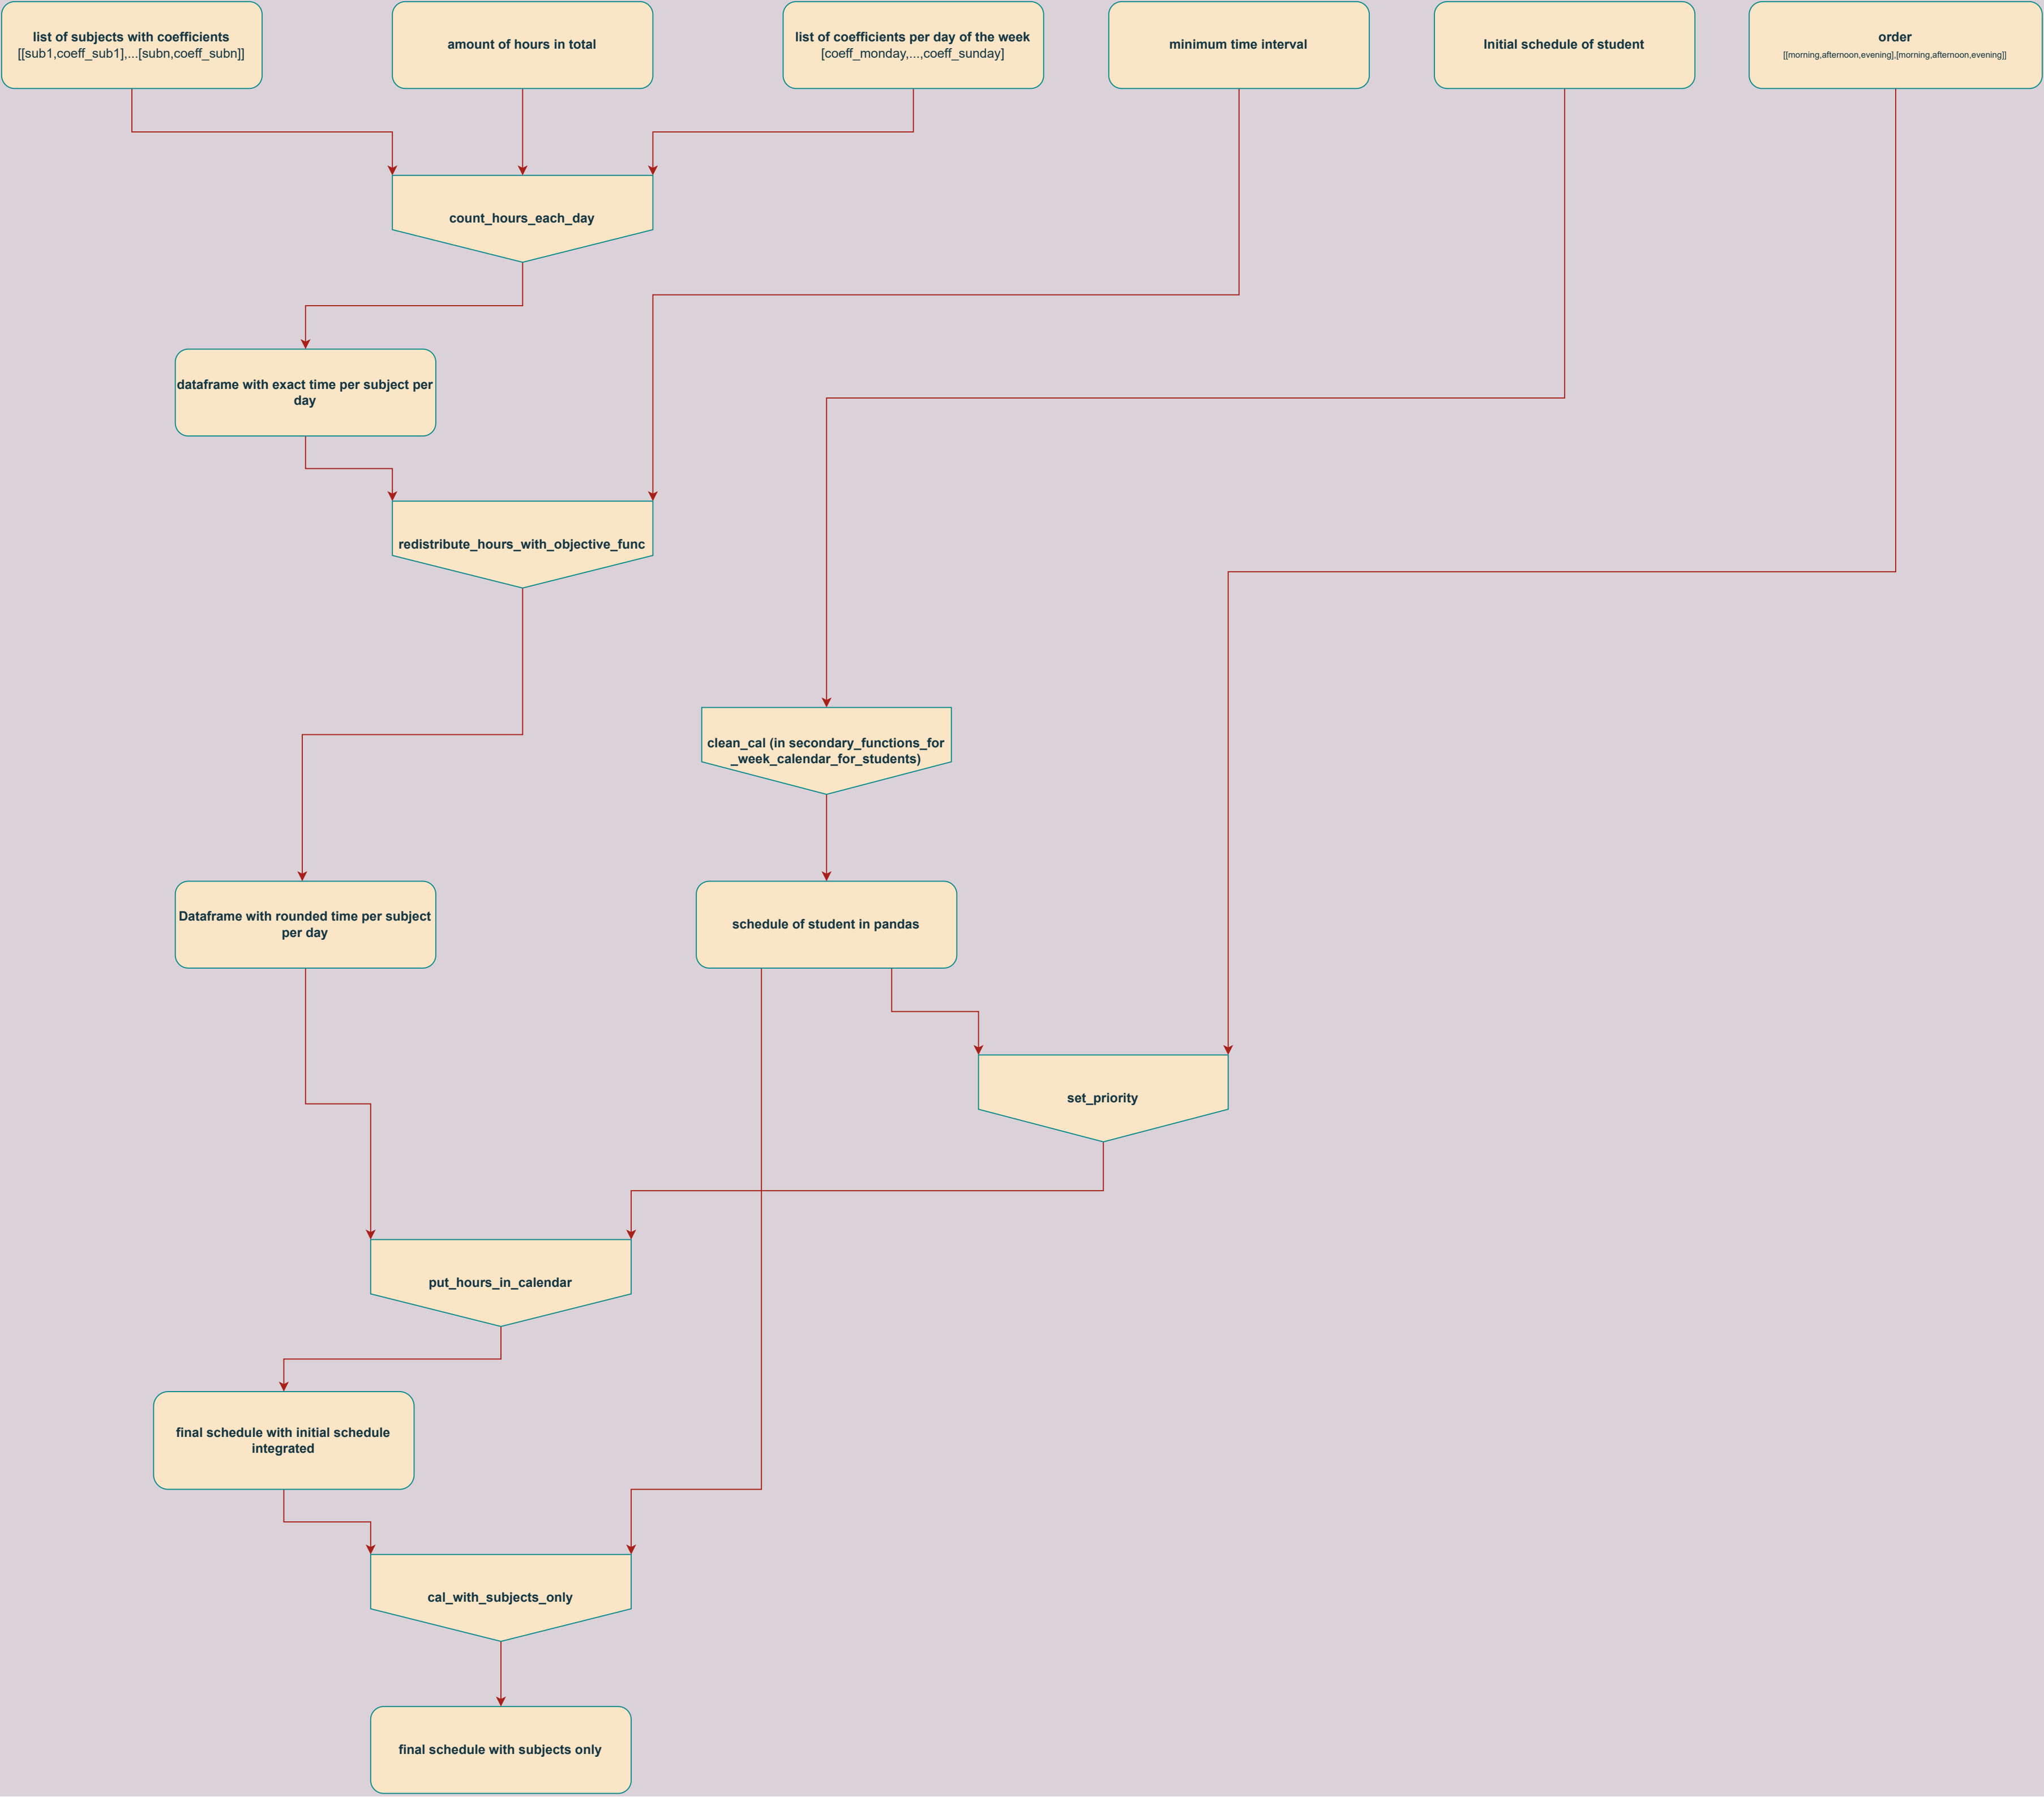 list of subjects with coefficients
[[sub1,coeff_sub1],...[subn,coeff_subn]]
amount of hours in total
list of coefficients per day of the week
[coeff_monday,...,coeff_sunday]
minimum time interval
Initial schedule of student
order
[[morning,afternoon,evening],[morning,afternoon,evening]]
count_hours_each_day
dataframe with exact time per subject per
day
redistribute_hours_with_objective_func
clean_cal (in secondary_functions_for
_week_calendar_for_students)
Dataframe with rounded time per subject
per day
schedule of student in pandas
set_priority
put_hours_in_calendar
final schedule with initial schedule
integrated
cal_with_subjects_only
final schedule with subjects only